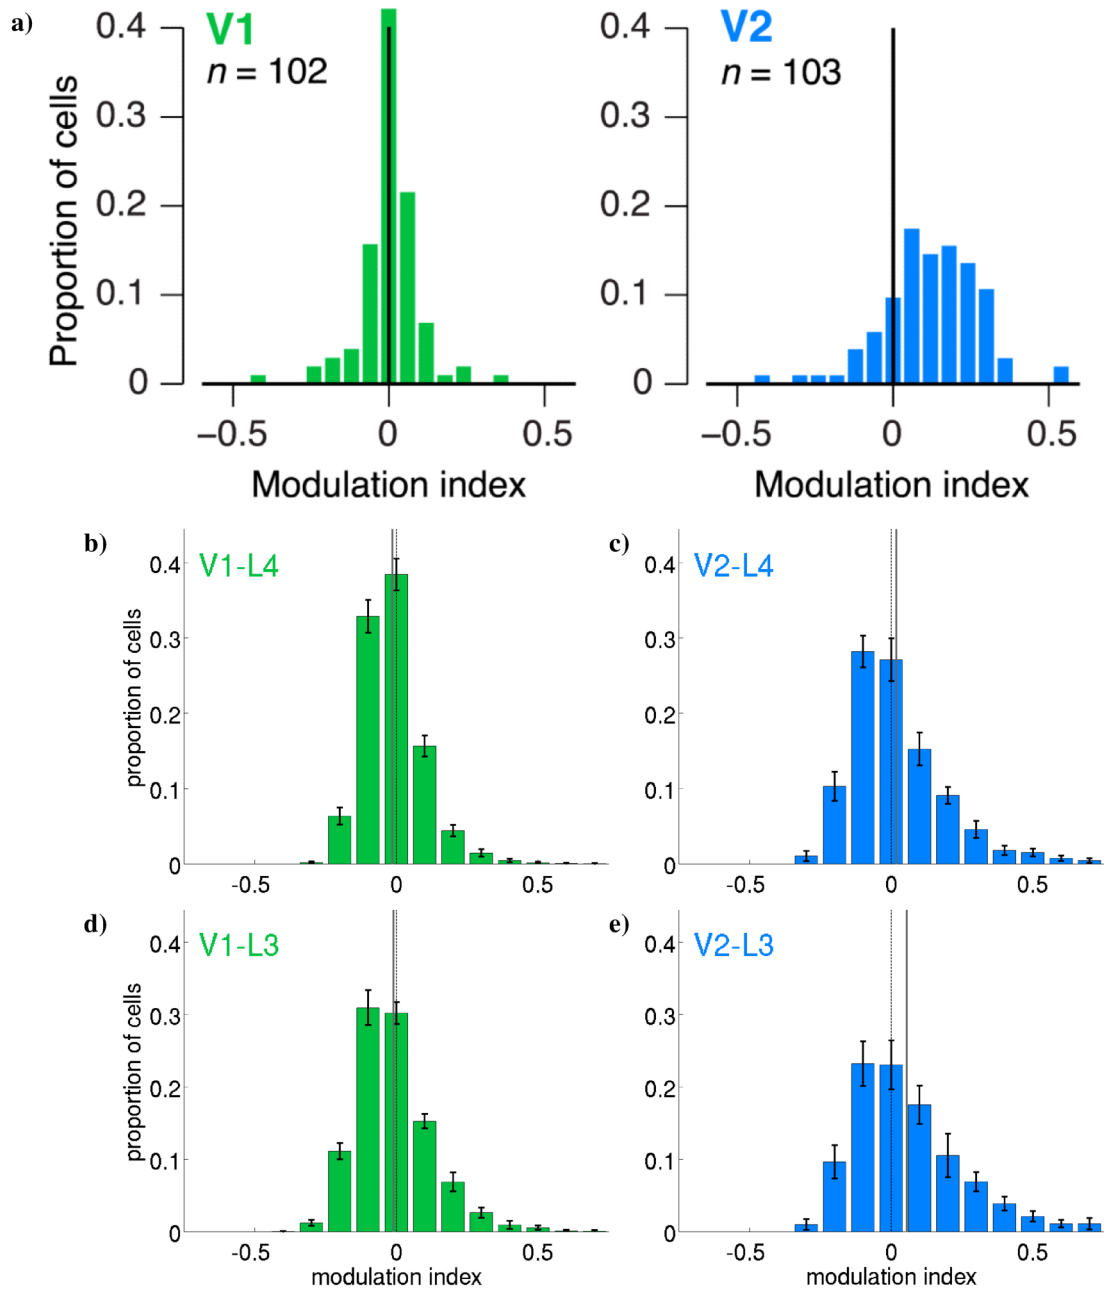 a)
V1
n = 102
V2
n = 103
Proportion of cells
0.4
0.3
0.2
0.1
0
0.4
0.3
0.2
0.1
0
−0.5 0 0.5
−0.5 0 0.5
Modulation index
Modulation index
b)
V1-L4
proportion of cells
0.4
0.3
0.2
0.1
0
-0.5 0 0.5
c)
V2-L4
0.4
0.3
0.2
0.1
0
-0.5 0 0.5
d)
V1-L3
proportion of cells
0.4
0.3
0.2
0.1
0
-0.5 0 0.5
modulation index
e)
V2-L3
0.4
0.3
0.2
0.1
0
-0.5 0 0.5
modulation index